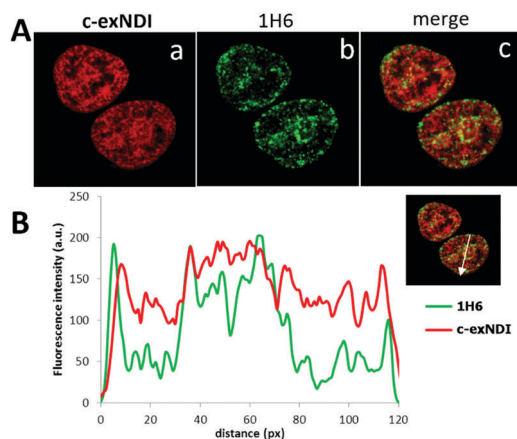 A
c-exNDI 1H6 merge
a b c
B
250
200
150
100
50
0
Fluorescence intensity (a.u.)
0 20 40 60 80 100 120
distance (px)
1H6
c-exNDI